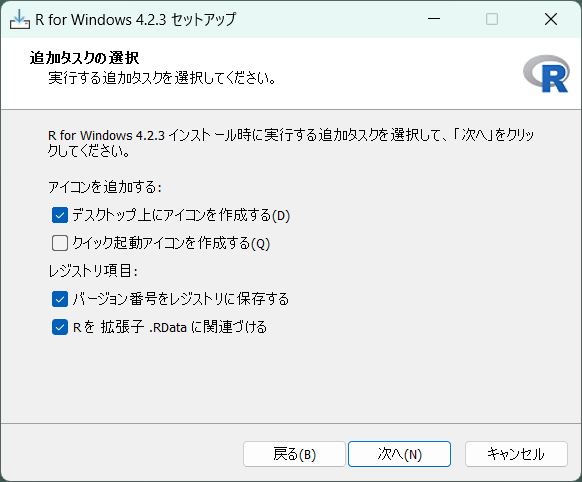 R for Windows 4.2.3 セットアップ
追加タスクの選択
実行する追加タスクを選択してください。
R
R for Windows 4.2.3 インストール時に実行する追加タスクを選択して、「次へ」をクリッ
クしてください。
アイコンを追加する:
デスクトップ上にアイコンを作成する(D)
クイック起動アイコンを作成する(Q)
レジストリ項目:
バージョン番号をレジストリに保存する
Rを 拡張子 .RData に関連づける
戻る(B) 次へ(N) キャンセル